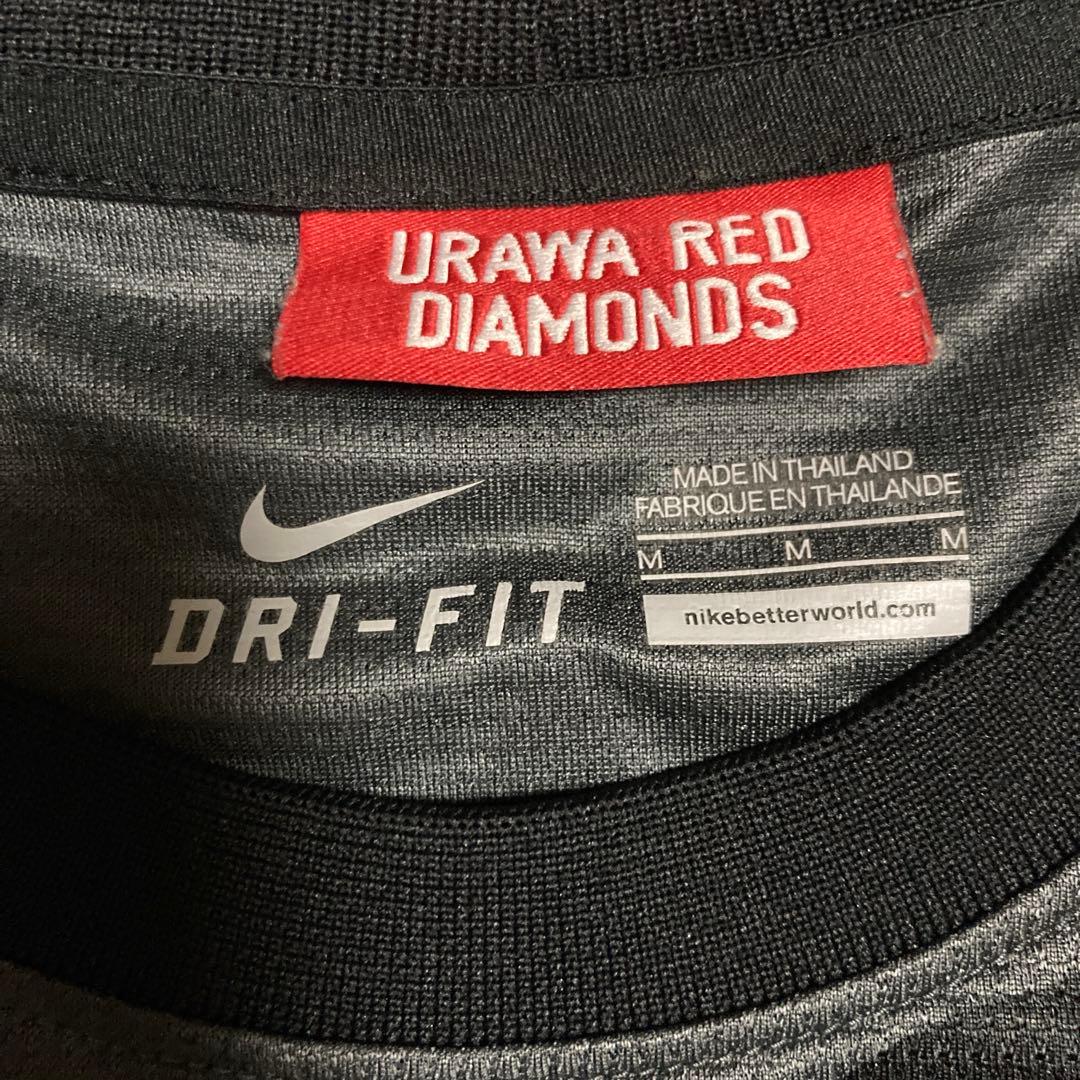 URAWA RED
DIAMONDS
MADE IN THAILAND
FABRIQUE EN THAILANDE
M M M
nikebetterworld.com
DRI-FIT